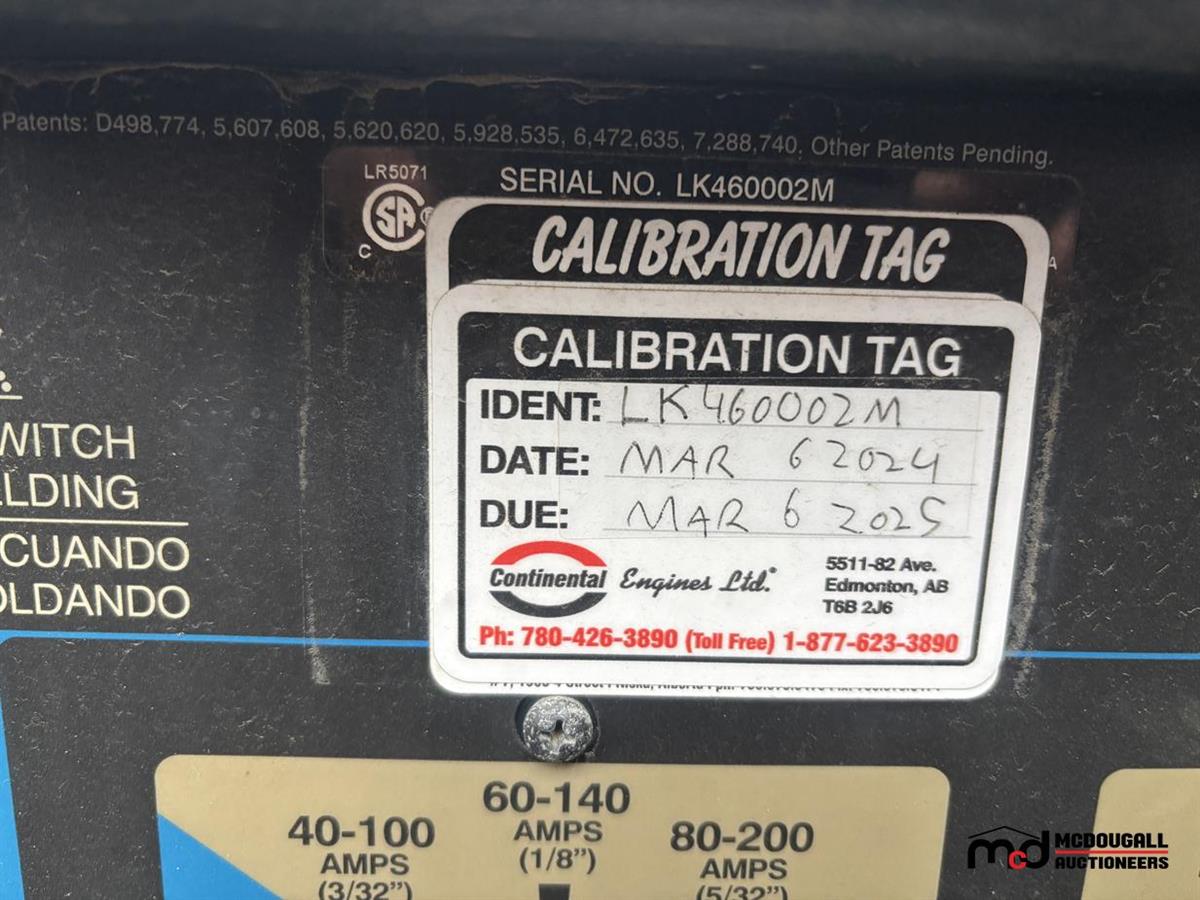 Patents: D498,774, 5,607,608, 5,620,620, 5,928,535, 6,472,635, 7,288,740. Other Patents Pending.
LR5071
SERIAL NO. LK460002M
SA
C
CALIBRATION TAG
A
CALIBRATION TAG
IDENT: LK460002M
DATE: MAR 6 2024
DUE: MAR 6 2025
Continental Engines Ltd.
5511-82 Ave.
Edmonton, AB
T6B 2J6
Ph: 780-426-3890 (Toll Free) 1-877-623-3890
WITCH
LDING
CUANDO
OLDANDO
40-100
AMPS
(3/32")
60-140
AMPS
(1/8")
80-200
AMPS
(5/32")
mcd MCDOUGALL
AUCTIONEERS